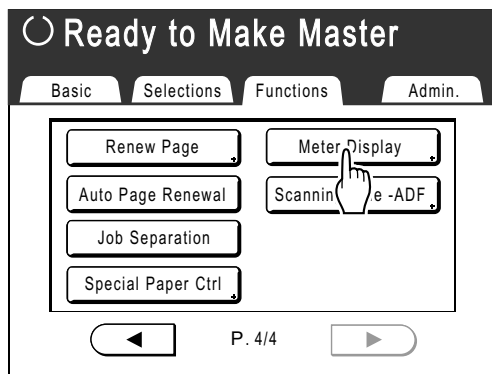 Ready to Make Master
Basic Selections Functions Admin.
Renew Page Meter Display
Auto Page Renewal Scannin e -ADF
Job Separation
Special Paper Ctrl
P. 4/4